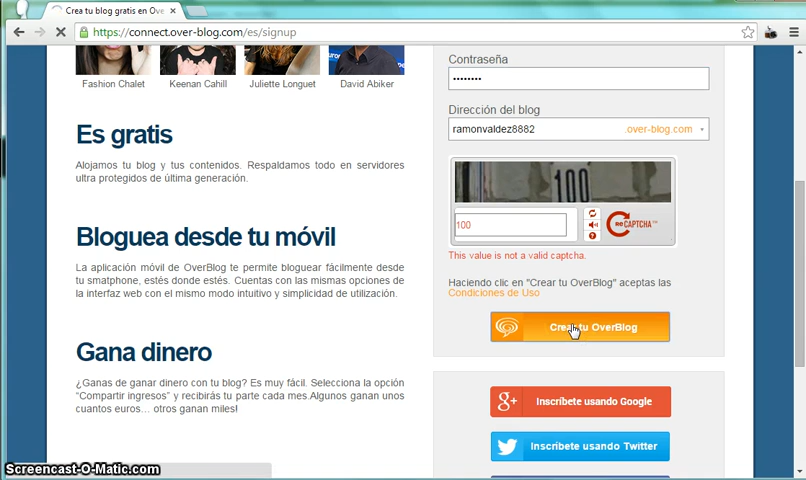 Crea tu blog gratis en Ove
https://connect.over-blog.com/es/signup
Fashion Chalet
Keenan Cahill
Juliette Longuet
David Abiker
Es gratis
Alojamos tu blog y tus contenidos. Respaldamos todo en servidores
ultra protegidos de última generación.
Bloguea desde tu móvil
La aplicación móvil de OverBlog te permite bloguear fácilmente desde
tu smatphone, estés donde estés. Cuentas con las mismas opciones de
la interfaz web con el mismo modo intuitivo y simplicidad de utilización.
Gana dinero
¿Ganas de ganar dinero con tu blog? Es muy fácil. Selecciona la opción
"Compartir ingresos" y recibirás tu parte cada mes.Algunos ganan unos
cuantos euros… otros ganan miles!
Contraseña
••••••••
Dirección del blog
ramonvaldez8882 .over-blog.com
100
100
reCAPTCHA™
This value is not a valid captcha.
Haciendo clic en "Crear tu OverBlog" aceptas las
Condiciones de Uso
Crea tu OverBlog
Inscríbete usando Google
Inscríbete usando Twitter
Screencast-O-Matic.com